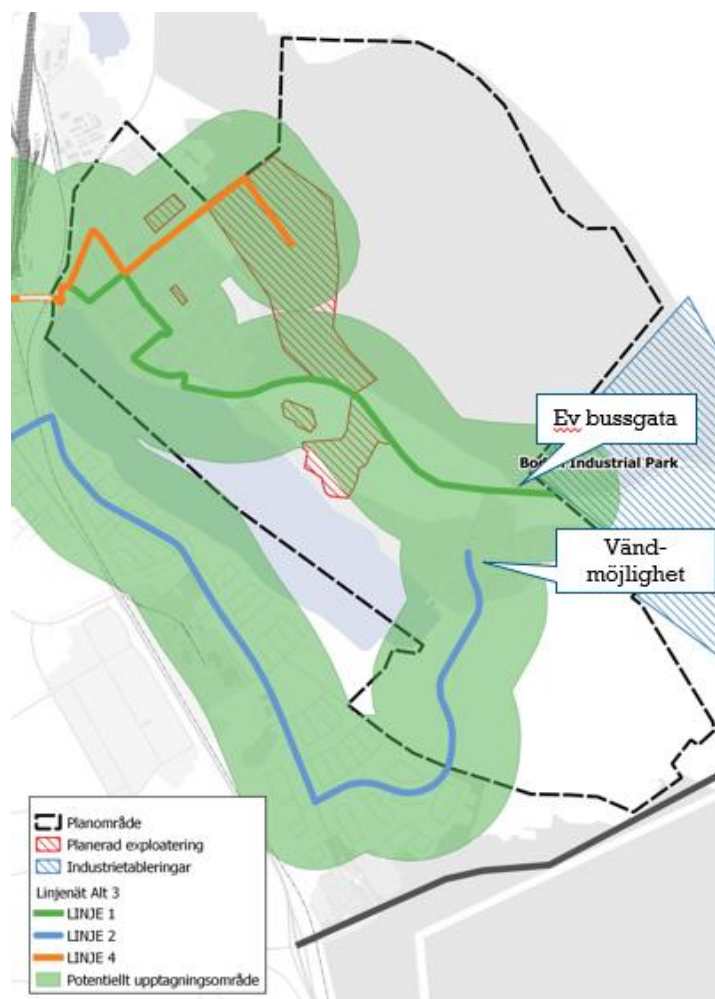 Ev bussgata
Industrial Park
Vänd-
möjlighet
Planområde
Planerad exploatering
Industrietableringar
Linjenät Alt 3
LINJE 1
LINJE 2
LINJE 4
Potentiellt upptagningsområde